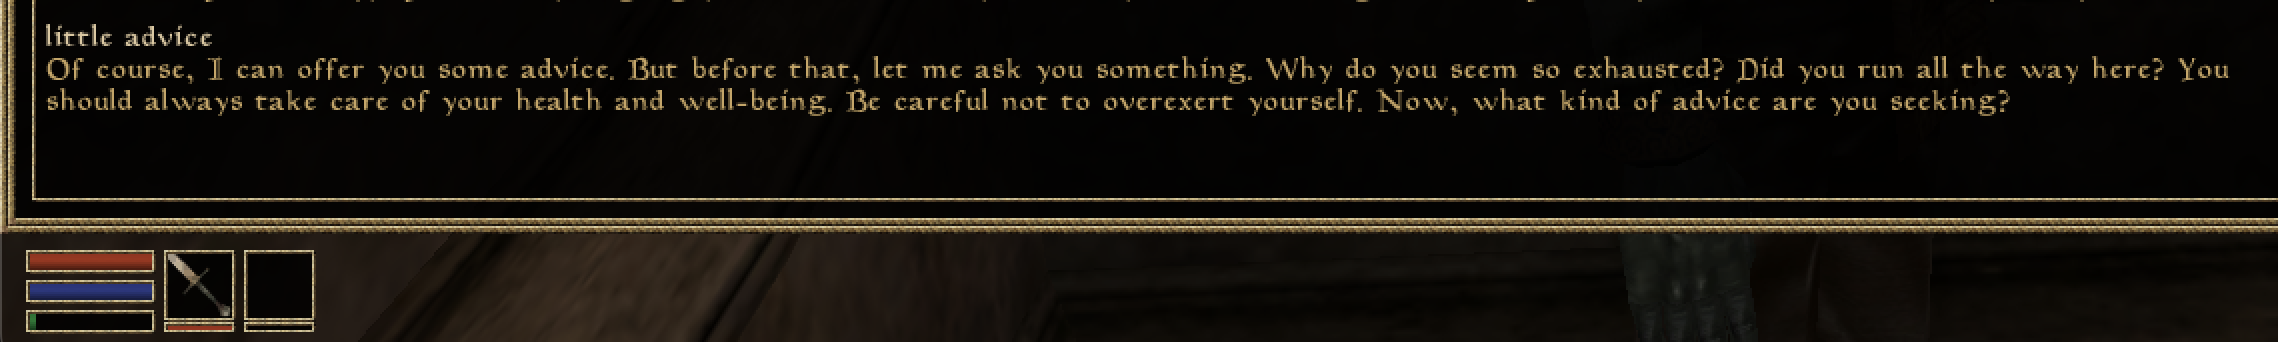 little advice
Of course, I can offer you some advice. But before that, let me ask you something. Why do you seem so exhausted? Did you run all the way here? You
should always take care of your health and well-being. Be careful not to overexert yourself. Now, what kind of advice are you seeking?